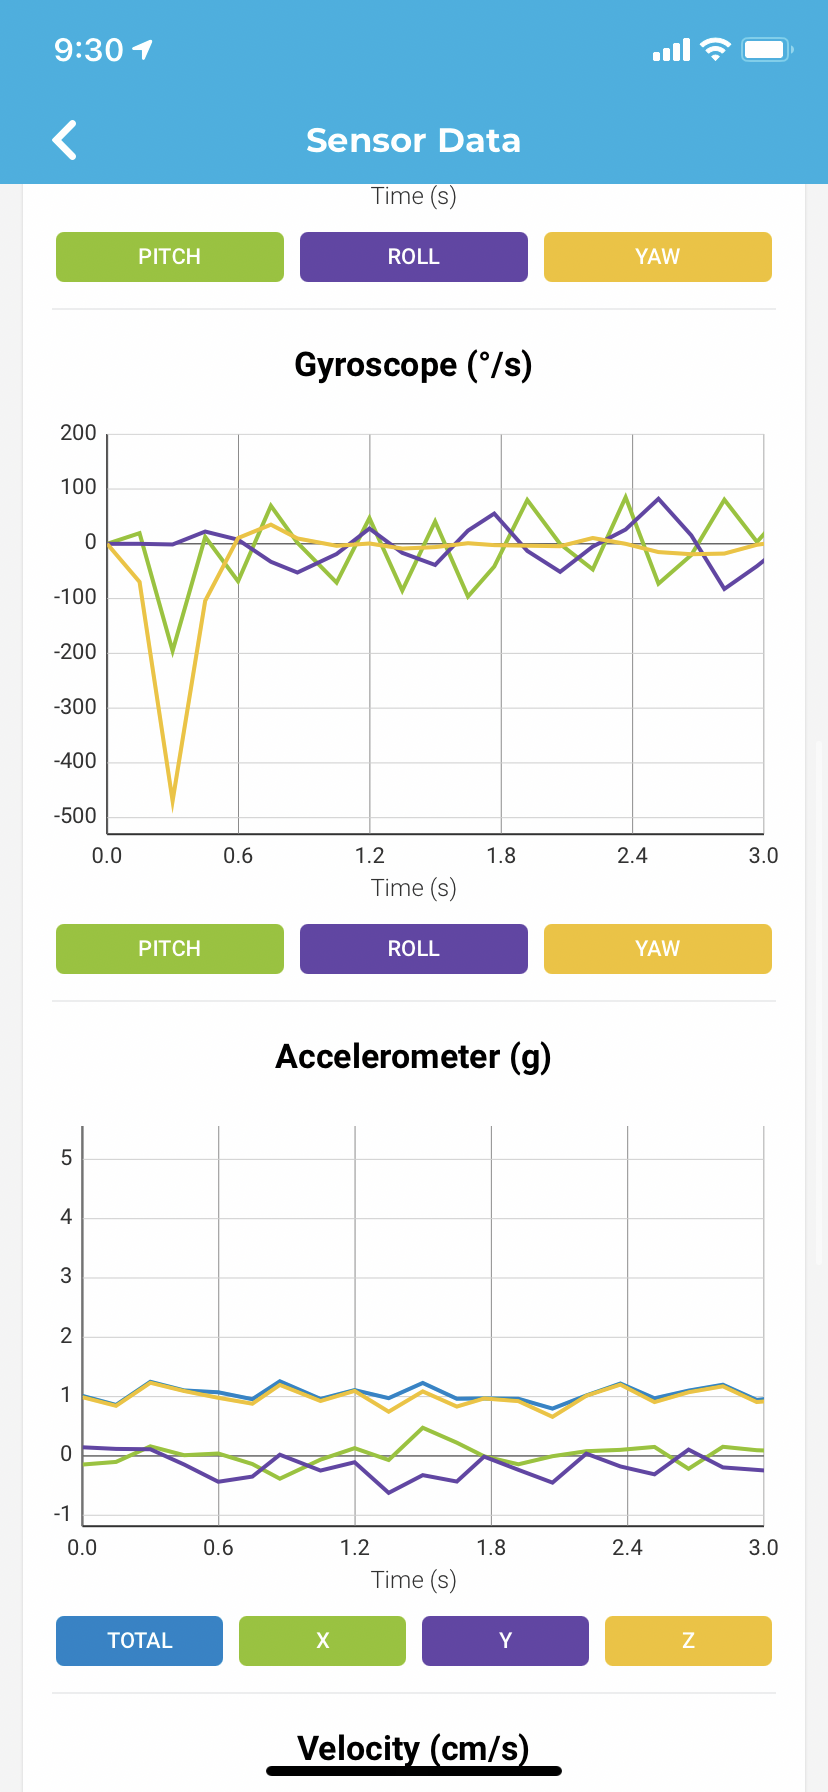 9:30
Sensor Data
Time (s)
PITCH ROLL YAW
Gyroscope (°/s)
200
100
0
-100
-200
-300
-400
-500
0.0 0.6 1.2 1.8 2.4 3.0
Time (s)
PITCH ROLL YAW
Accelerometer (g)
5
4
3
2
1
0
-1
0.0 0.6 1.2 1.8 2.4 3.0
Time (s)
TOTAL X Y Z
Velocity (cm/s)